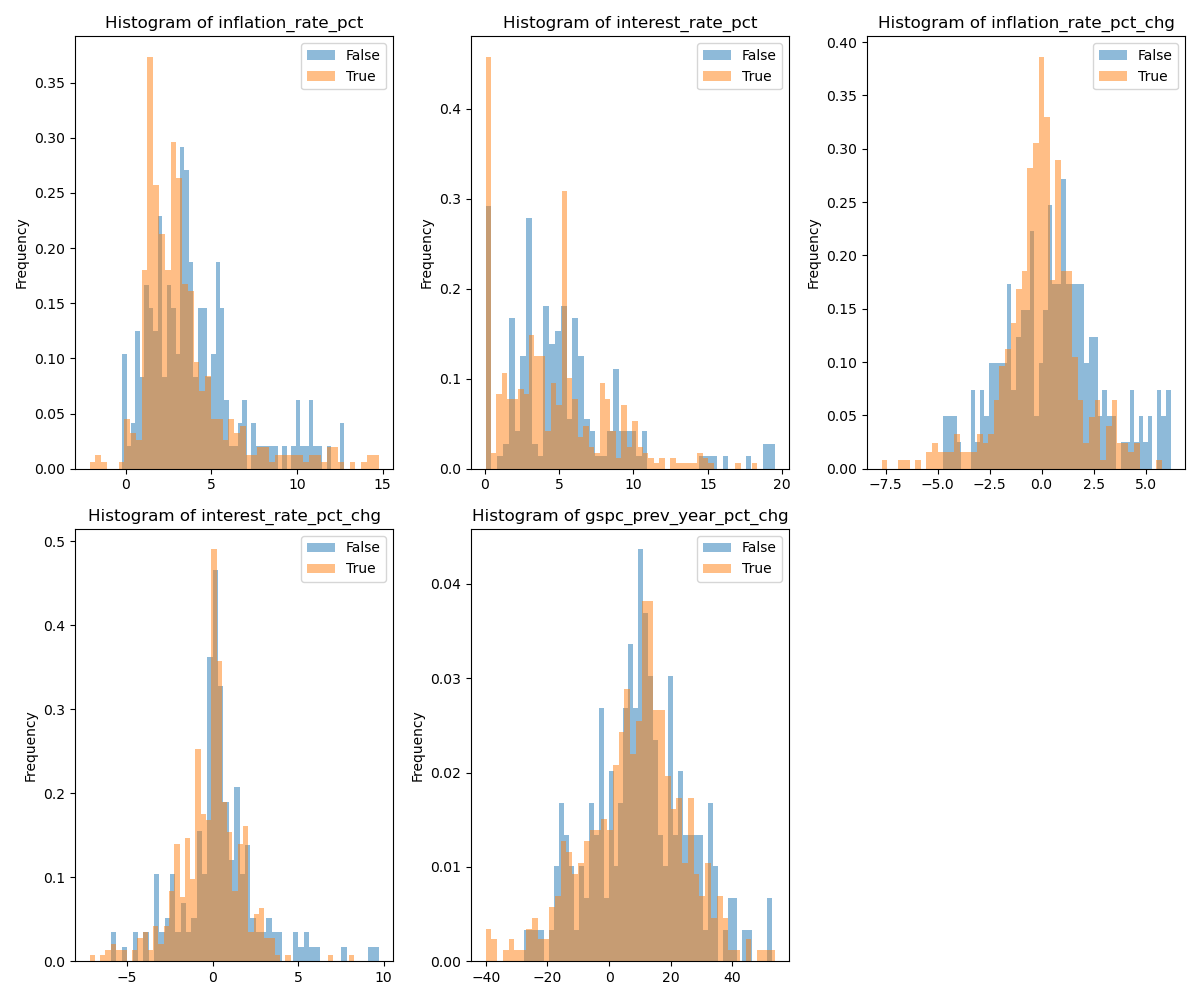 Histogram of inflation_rate_pct
False
True
Frequency
0.35
0.30
0.25
0.20
0.15
0.10
0.05
0.00
0
5
10
15
Histogram of interest_rate_pct
False
True
Frequency
0.4
0.3
0.2
0.1
0.0
0
5
10
15
20
Histogram of inflation_rate_pct_chg
False
True
Frequency
0.40
0.35
0.30
0.25
0.20
0.15
0.10
0.05
0.00
−7.5
−5.0
−2.5
0.0
2.5
5.0
Histogram of interest_rate_pct_chg
False
True
Frequency
0.5
0.4
0.3
0.2
0.1
0.0
−5
0
5
10
Histogram of gspc_prev_year_pct_chg
False
True
Frequency
0.04
0.03
0.02
0.01
0.00
−40
−20
0
20
40